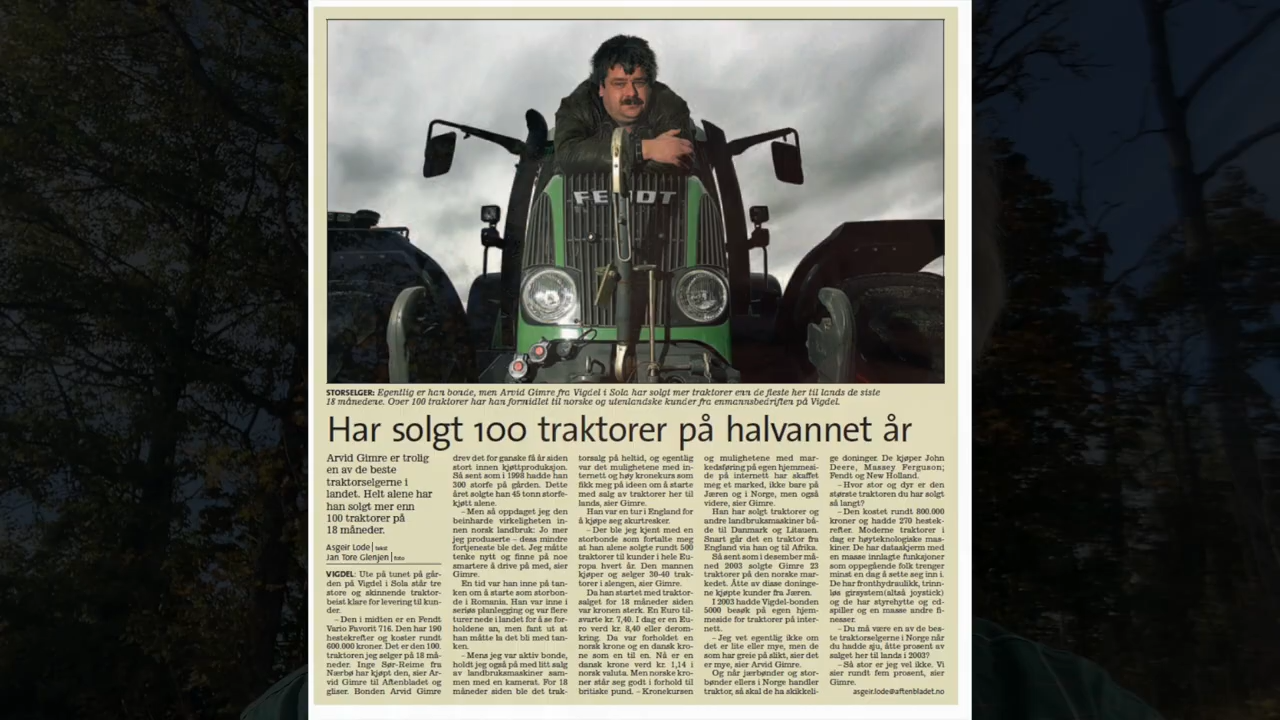 FENDT
STORSELGER: Egentlig er han bonde, men Arvid Gimre fra Vigdel i Sola har solgt mer traktorer enn de fleste her til lands de siste
18 månedene. Over 100 traktorer har han formidlet til norske og utenlandske kunder fra enmannsbedriften på Vigdel.
Har solgt 100 traktorer på halvannet år
Arvid Gimre er trolig
en av de beste
traktorselgerne i
landet. Helt alene har
han solgt mer enn
100 traktorer på
18 måneder.
Asgeir Lode | tekst
Jan Tore Glenjen | foto
VIGDEL: Ute på tunet på går-
den på Vigdel i Sola står tre
store og skinnende traktor-
beist klare for levering til kun-
der.
– Den i midten er en Fendt
Vario Favorit 716. Den har 190
hestekrefter og koster rundt
600.000 kroner. Det er den 100.
traktoren jeg selger på 18 må-
neder. Inge Sør-Reime fra
Nærbø har kjøpt den, sier Ar-
vid Gimre til Aftenbladet og
gliser. Bonden Arvid Gimre
drev det for ganske få år siden
stort innen kjøttproduksjon.
Så sent som i 1998 hadde han
300 storfe på gården. Dette
året solgte han 45 tonn storfe-
kjøtt alene.
– Men så oppdaget jeg den
beinharde virkeligheten in-
nen norsk landbruk: Jo mer
jeg produserte – dess mindre
fortjeneste ble det. Jeg måtte
tenke nytt og finne på noe
smartere å drive på med, sier
Gimre.
En tid var han inne på tan-
ken om å starte som storbon-
de i Romania. Han var inne i
seriøs planlegging og var flere
turer nede i landet for å se for-
holdene an, men fant ut at
han måtte la det bli med tan-
ken.
– Mens jeg var aktiv bonde,
holdt jeg også på med litt salg
av landbruksmaskiner sam-
men med en kamerat. For 18
måneder siden ble det trak-
torsalg på heltid, og egentlig
var det mulighetene med in-
ternett og høy kronekurs som
fikk meg på ideen om å starte
med salg av traktorer her til
lands, sier Gimre.
Han var en tur i England for
å kjøpe seg skurtresker.
– Der ble jeg kjent med en
storbonde som fortalte meg
at han alene solgte rundt 500
traktorer til kunder i hele Eu-
ropa hvert år. Den mannen
kjøper og selger 30-40 trak-
torer i slengen, sier Gimre.
Da han startet med traktor-
salget for 18 måneder siden
var kronen sterk. En Euro til-
svarte kr. 7,40. I dag er en Eu-
ro verd kr. 8,40 eller derom-
kring. Da var forholdet en
norsk krone og en dansk kro-
ne som en til en. Nå er en
dansk krone verd kr. 1,14 i
norsk valuta. Men norske kro-
ner står seg godt i forhold til
britiske pund. – Kronekursen
og mulighetene med mar-
kedsføring på egen hjemmesi-
de på internett har skaffet
meg et marked, ikke bare på
Jæren og i Norge, men også
videre, sier Gimre.
Han har solgt traktorer og
andre landbruksmaskiner bå-
de til Danmark og Litauen.
Snart går det en traktor fra
England via han og til Afrika.
Så sent som i desember må-
ned 2003 solgte Gimre 23
traktorer på den norske mar-
kedet. Åtte av disse doninge-
ne kjøpte kunder fra Jæren.
I 2003 hadde Vigdel-bonden
5000 besøk på egen hjem-
meside for traktorer på inter-
nett.
– Jeg vet egentlig ikke om
det er lite eller mye, men de
som har greie på slikt, sier det
er mye, sier Arvid Gimre.
Og når jærbønder og stor-
bønder ellers i Norge handler
traktor, så skal de ha skikkeli-
ge doninger. De kjøper John
Deere, Massey Ferguson;
Fendt og New Holland.
– Hvor stor og dyr er den
største traktoren du har solgt
så langt?
– Den kostet rundt 800.000
kroner og hadde 270 hestek-
refter. Moderne traktorer i
dag er høyteknologiske mas-
kiner. De har dataskjerm med
en masse innlagte funksjoner
som oppegående folk trenger
minst en dag å sette seg inn i.
De har fronthydraulikk, trinn-
løs girsystem(altså joystick)
og de har styrehytte og cd-
spiller og en masse andre fi-
nesser.
– Du må være en av de bes-
te traktorselgerne i Norge når
du hadde sju, åtte prosent av
salget her til lands i 2003?
– Så stor er jeg vel ikke. Vi
sier rundt fem prosent, sier
Gimre.
asgeir.lode@aftenbladet.no